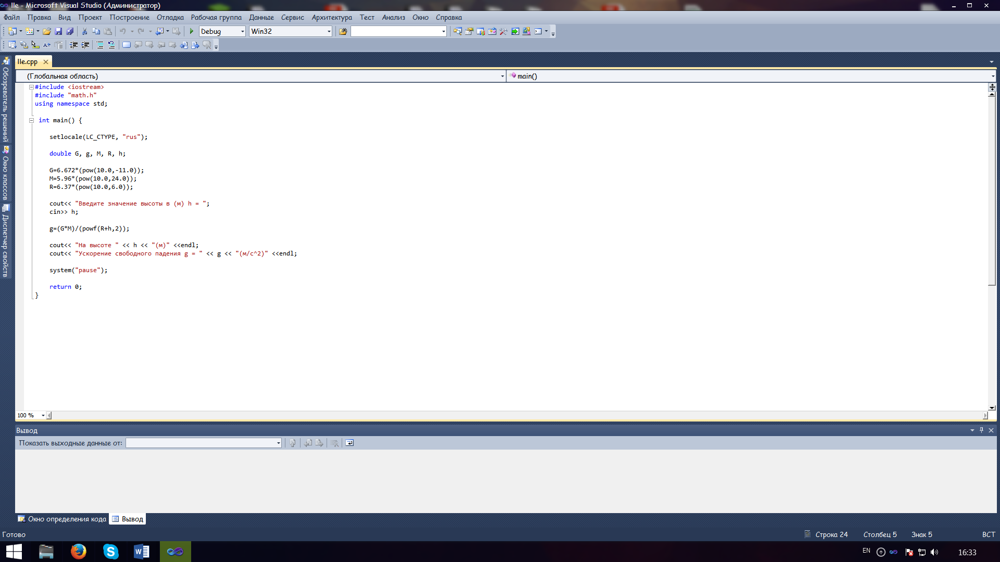 lle - Microsoft Visual Studio (Администратор)
Файл Правка Вид Проект Построение Отладка Рабочая группа Данные Сервис Архитектура Тест Анализ Окно Справка
Debug Win32
lle.cpp
(Глобальная область) main()
#include <iostream>
#include "math.h"
using namespace std;
int main() {
setlocale(LC_CTYPE, "rus");
double G, g, M, R, h;
G=6.672*(pow(10.0,-11.0));
M=5.96*(pow(10.0,24.0));
R=6.37*(pow(10.0,6.0));
cout<< "Введите значение высоты в (м) h = ";
cin>> h;
g=(G*M)/(powf(R+h,2));
cout<< "На высоте " << h << "(м)" <<endl;
cout<< "Ускорение свободного падения g = " << g << "(м/с^2)" <<endl;
system("pause");
return 0;
}
Обозреватель решений
Окно классов
Диспетчер свойств
100 %
Вывод
Показать выходные данные от:
Окно определения кода Вывод
Готово Строка 24 Столбец 5 Знак 5 ВСТ
EN 16:33